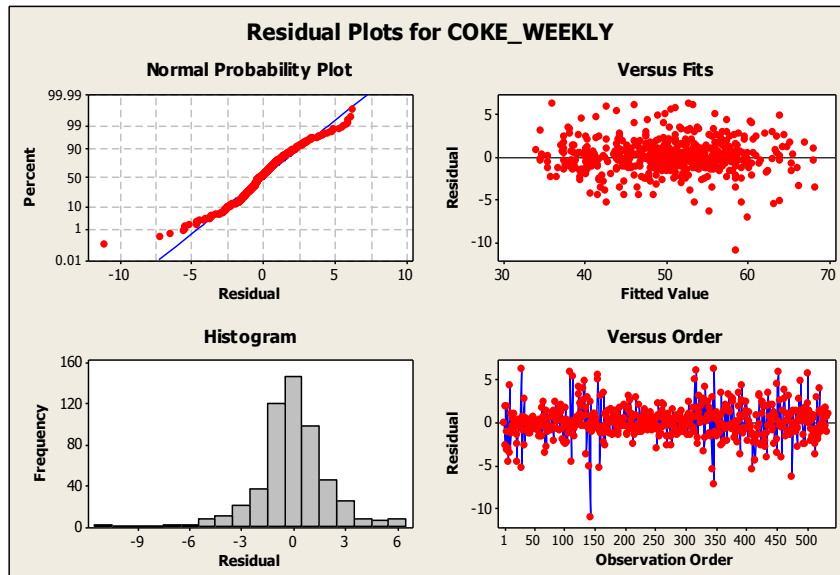 Residual Plots for COKE_WEEKLY
Normal Probability Plot
99.99
99
90
50
10
1
0.01
Percent
-10 -5 0 5 10
Residual
Versus Fits
5
0
-5
-10
Residual
30 40 50 60 70
Fitted Value
Histogram
160
120
80
40
0
Frequency
-9 -6 -3 0 3 6
Residual
Versus Order
5
0
-5
-10
Residual
1 50 100 150 200 250 300 350 400 450 500
Observation Order